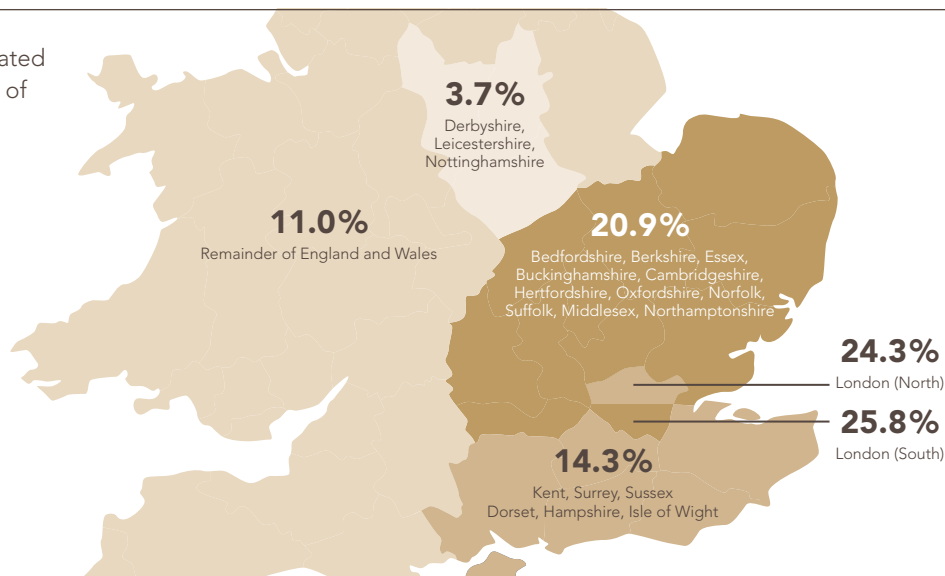 ated
of
3.7%
Derbyshire,
Leicestershire,
Nottinghamshire
11.0%
Remainder of England and Wales
20.9%
Bedfordshire, Berkshire, Essex,
Buckinghamshire, Cambridgeshire,
Hertfordshire, Oxfordshire, Norfolk,
Suffolk, Middlesex, Northamptonshire
24.3%
London (North)
25.8%
London (South)
14.3%
Kent, Surrey, Sussex
Dorset, Hampshire, Isle of Wight